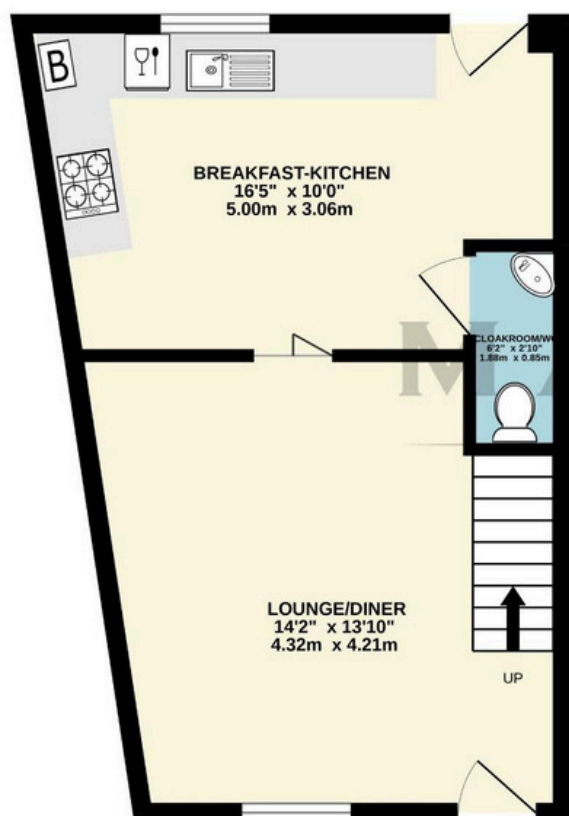 B
BREAKFAST-KITCHEN
16'5" x 10'0"
5.00m x 3.06m
CLOAKROOM/WC
6'2" x 2'10"
1.88m x 0.85m
MA
LOUNGE/DINER
14'2" x 13'10"
4.32m x 4.21m
UP